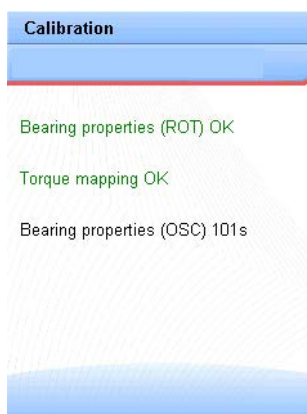 Calibration
Bearing properties (ROT) OK
Torque mapping OK
Bearing properties (OSC) 101s